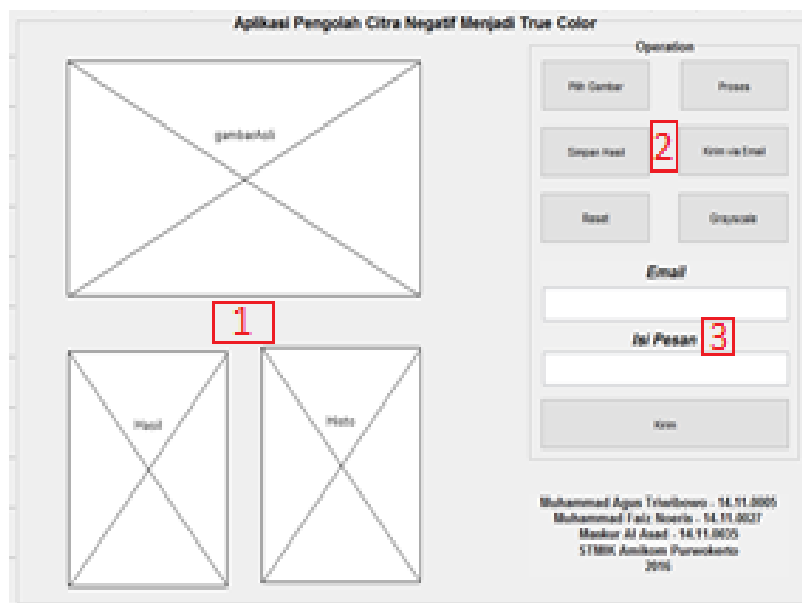 Aplikasi Pengolah Citra Negatif Menjadi True Color
Operation
gambarAsli
Pilih Gambar
Proses
Simpan Hasil
2
Kirim via Email
Reset
Grayscale
Email
1
Isi Pesan
3
Hasil
Histo
Kirim
Muhammad Agus Triwibowo - 14.11.0005
Muhammad Faiz Noeris - 14.11.0027
Maskur Al Asad - 14.11.0035
STMIK Amikom Purwokerto
2016